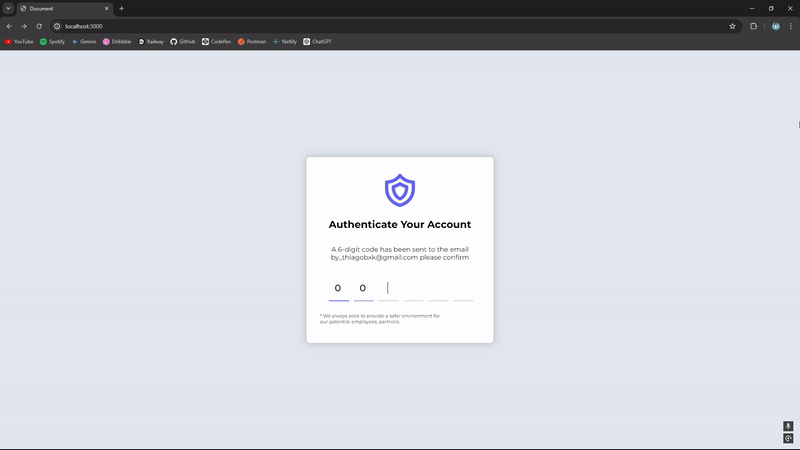 Document
localhost:3000
YouTube Spotify Gemini Dribbble Railway GitHub CodePen Postman Netlify ChatGPT
Authenticate Your Account
A 6-digit code has been sent to the email
by_thiagobxk@gmail.com please confirm
0 0
* We always seek to provide a safer environment for
our potential employees, partners.